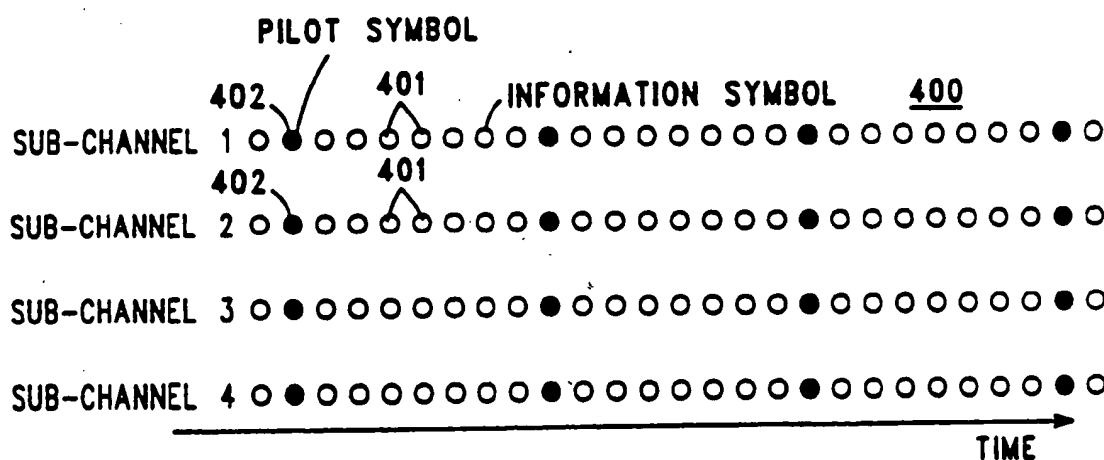 PILOT SYMBOL
402 401 INFORMATION SYMBOL 400
SUB-CHANNEL 1
402 401
SUB-CHANNEL 2
SUB-CHANNEL 3
SUB-CHANNEL 4
TIME